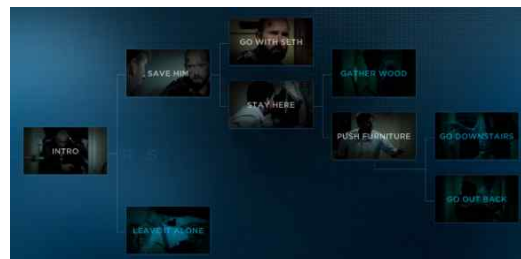 GO WITH SETH
SAVE HIM
GATHER WOOD
STAY HERE
PUSH FURNITURE
GO DOWNSTAIRS
INTRO
GO OUT BACK
LEAVE IT ALONE